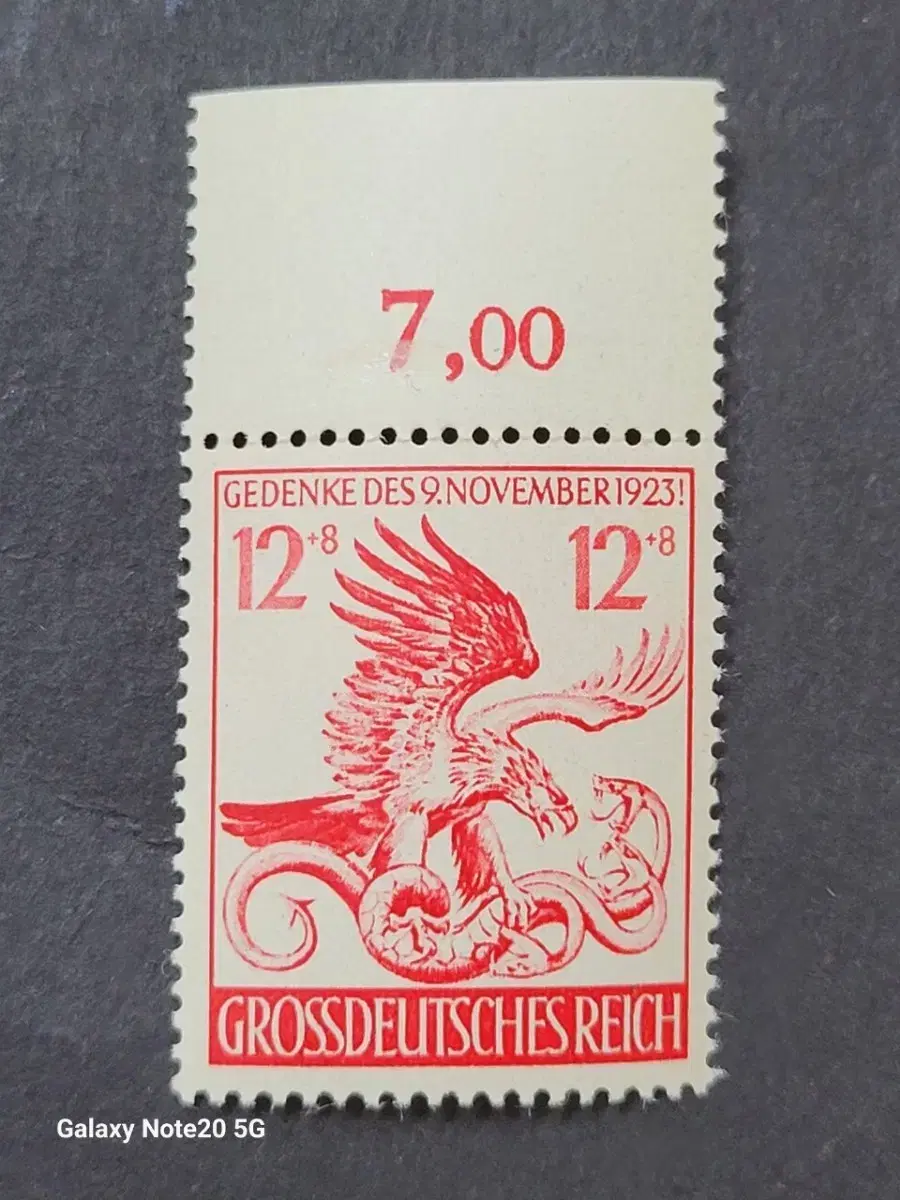 7,00
GEDENKE DES 9. NOVEMBER 1923!
12+8 12+8
GROSSDEUTSCHES REICH
Galaxy Note20 5G